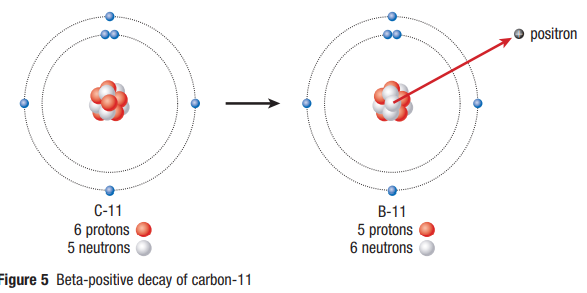 positron
C-11
6 protons
5 neutrons
B-11
5 protons
6 neutrons
Figure 5 Beta-positive decay of carbon-11